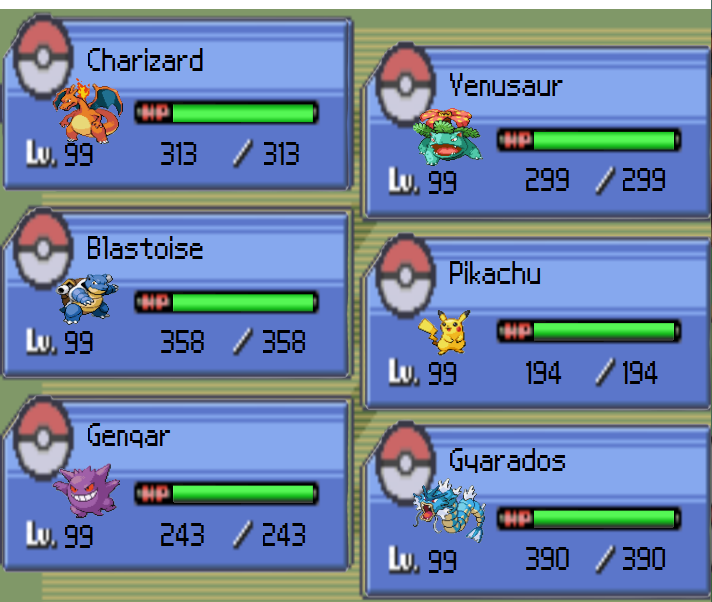 Charizard
HP
Lv. 99 313 / 313
Venusaur
HP
Lv. 99 299 / 299
Blastoise
HP
Lv. 99 358 / 358
Pikachu
HP
Lv. 99 194 / 194
Gengar
HP
Lv. 99 243 / 243
Gyarados
HP
Lv. 99 390 / 390